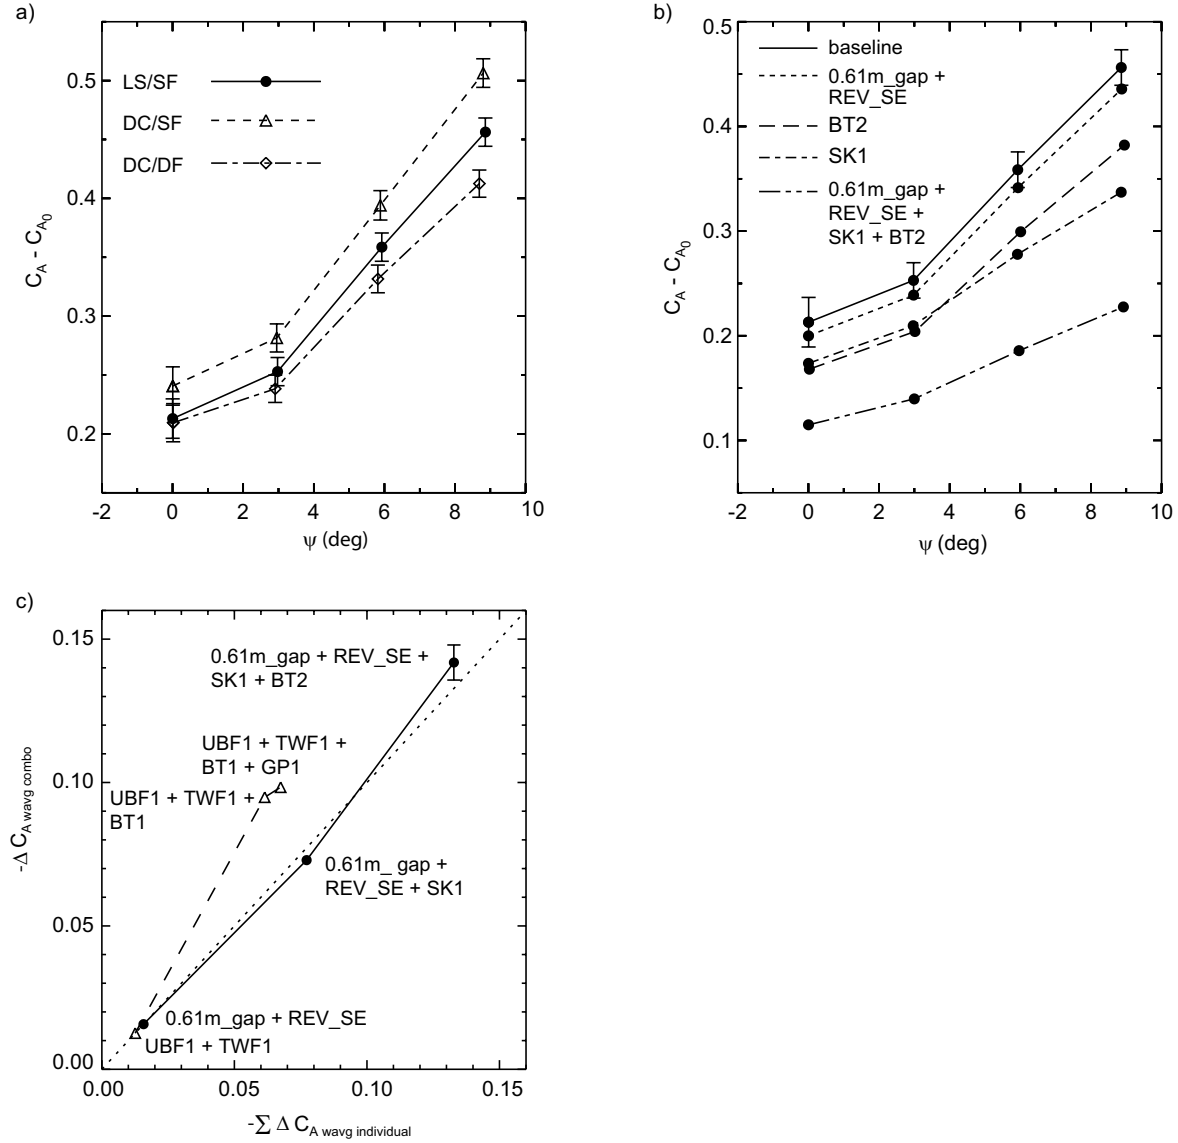 a)
0.5
0.4
0.3
0.2
C_A - C_A_0
LS/SF
DC/SF
DC/DF
-2
0
2
4
6
8
10
ψ (deg)
b)
0.5
0.4
0.3
0.2
0.1
C_A - C_A_0
baseline
0.61m_gap +
REV_SE
BT2
SK1
0.61m_gap +
REV_SE +
SK1 + BT2
-2
0
2
4
6
8
10
ψ (deg)
c)
0.15
0.10
0.05
0.00
-Δ C_A wavg combo
0.61m_gap + REV_SE +
SK1 + BT2
UBF1 + TWF1 +
BT1 + GP1
UBF1 + TWF1 +
BT1
0.61m_ gap +
REV_SE + SK1
0.61m_gap + REV_SE
UBF1 + TWF1
0.00
0.05
0.10
0.15
-∑ Δ C_A wavg individual